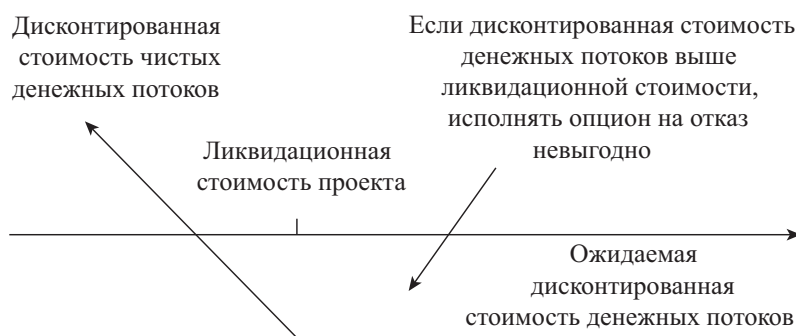 Дисконтированная
стоимость чистых
денежных потоков
Если дисконтированная стоимость
денежных потоков выше
ликвидационной стоимости,
исполнять опцион на отказ
невыгодно
Ликвидационная
стоимость проекта
Ожидаемая
дисконтированная
стоимость денежных потоков